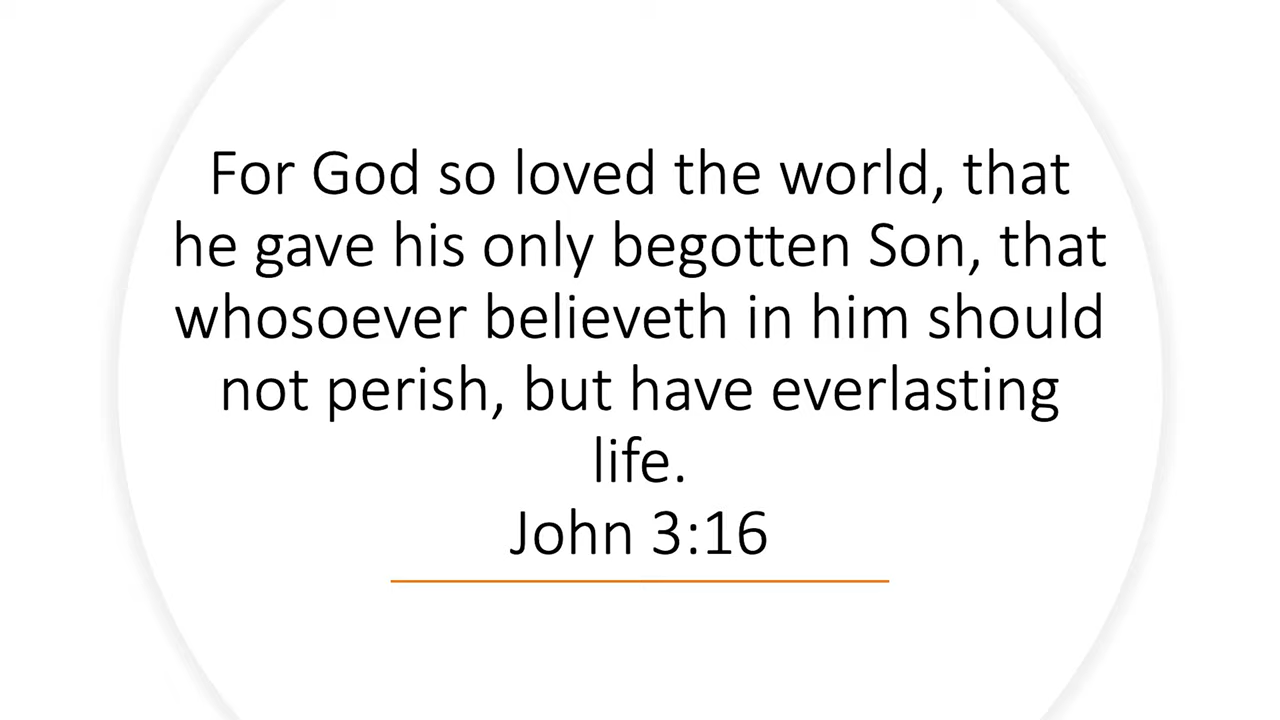 For God so loved the world, that
he gave his only begotten Son, that
whosoever believeth in him should
not perish, but have everlasting
life.
John 3:16